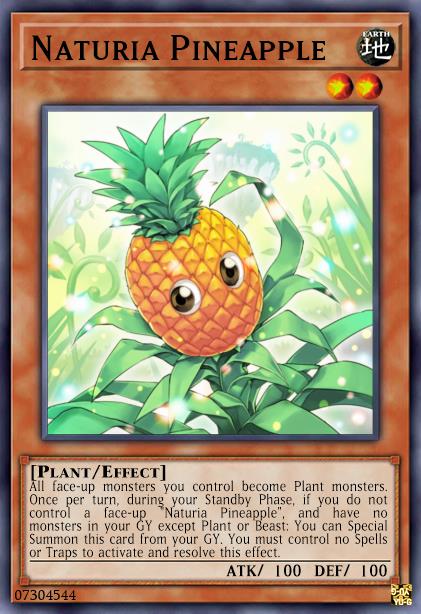 NATURIA PINEAPPLE
EARTH
地
[PLANT/EFFECT]
All face-up monsters you control become Plant monsters.
Once per turn, during your Standby Phase, if you do not
control a face-up "Naturia Pineapple", and have no
monsters in your GY except Plant or Beast: You can Special
Summon this card from your GY. You must control no Spells
or Traps to activate and resolve this effect.
ATK/ 100 DEF/ 100
07304544